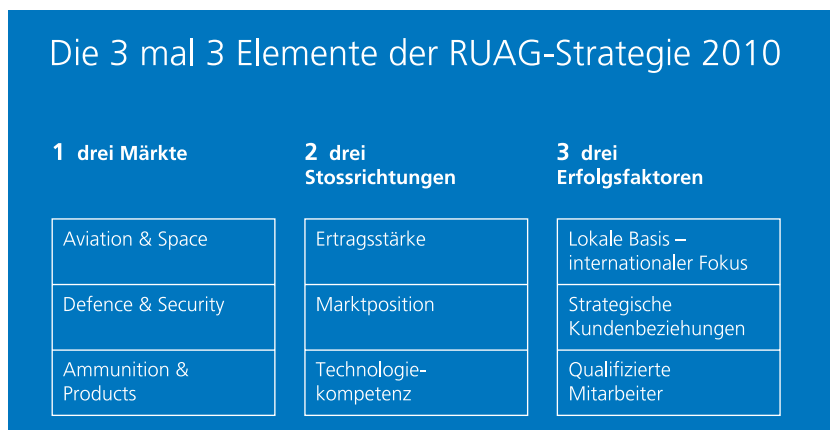 Die 3 mal 3 Elemente der RUAG-Strategie 2010
1 drei Märkte
Aviation & Space
Defence & Security
Ammunition &
Products
2 drei
Stossrichtungen
Ertragsstärke
Marktposition
Technologie-
kompetenz
3 drei
Erfolgsfaktoren
Lokale Basis –
internationaler Fokus
Strategische
Kundenbeziehungen
Qualifizierte
Mitarbeiter